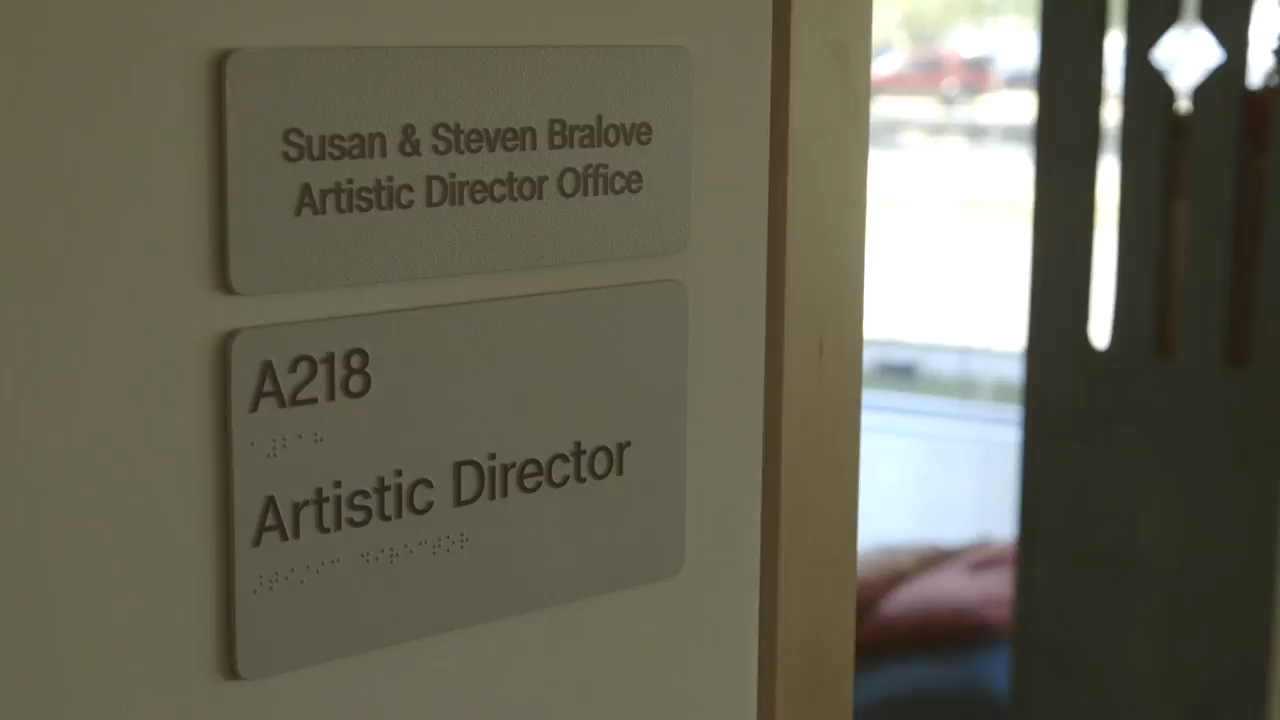 Susan & Steven Bralove
Artistic Director Office
A218
Artistic Director